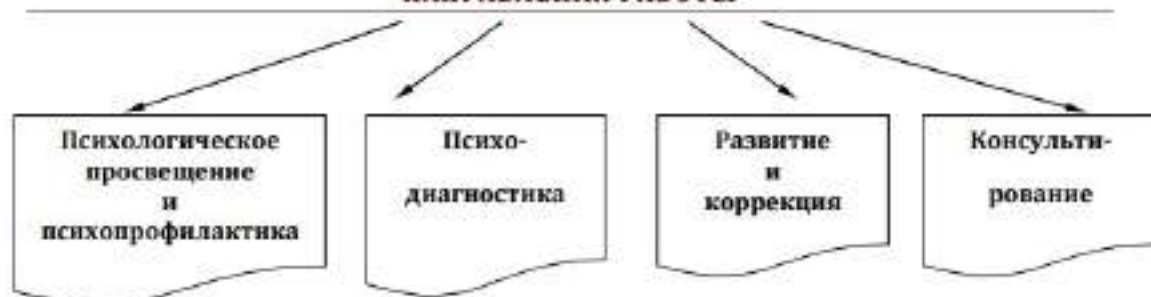 Психологическое
просвещение
и
психопрофилактика
Психо-
диагностика
Развитие
и
коррекция
Консульти-
рование